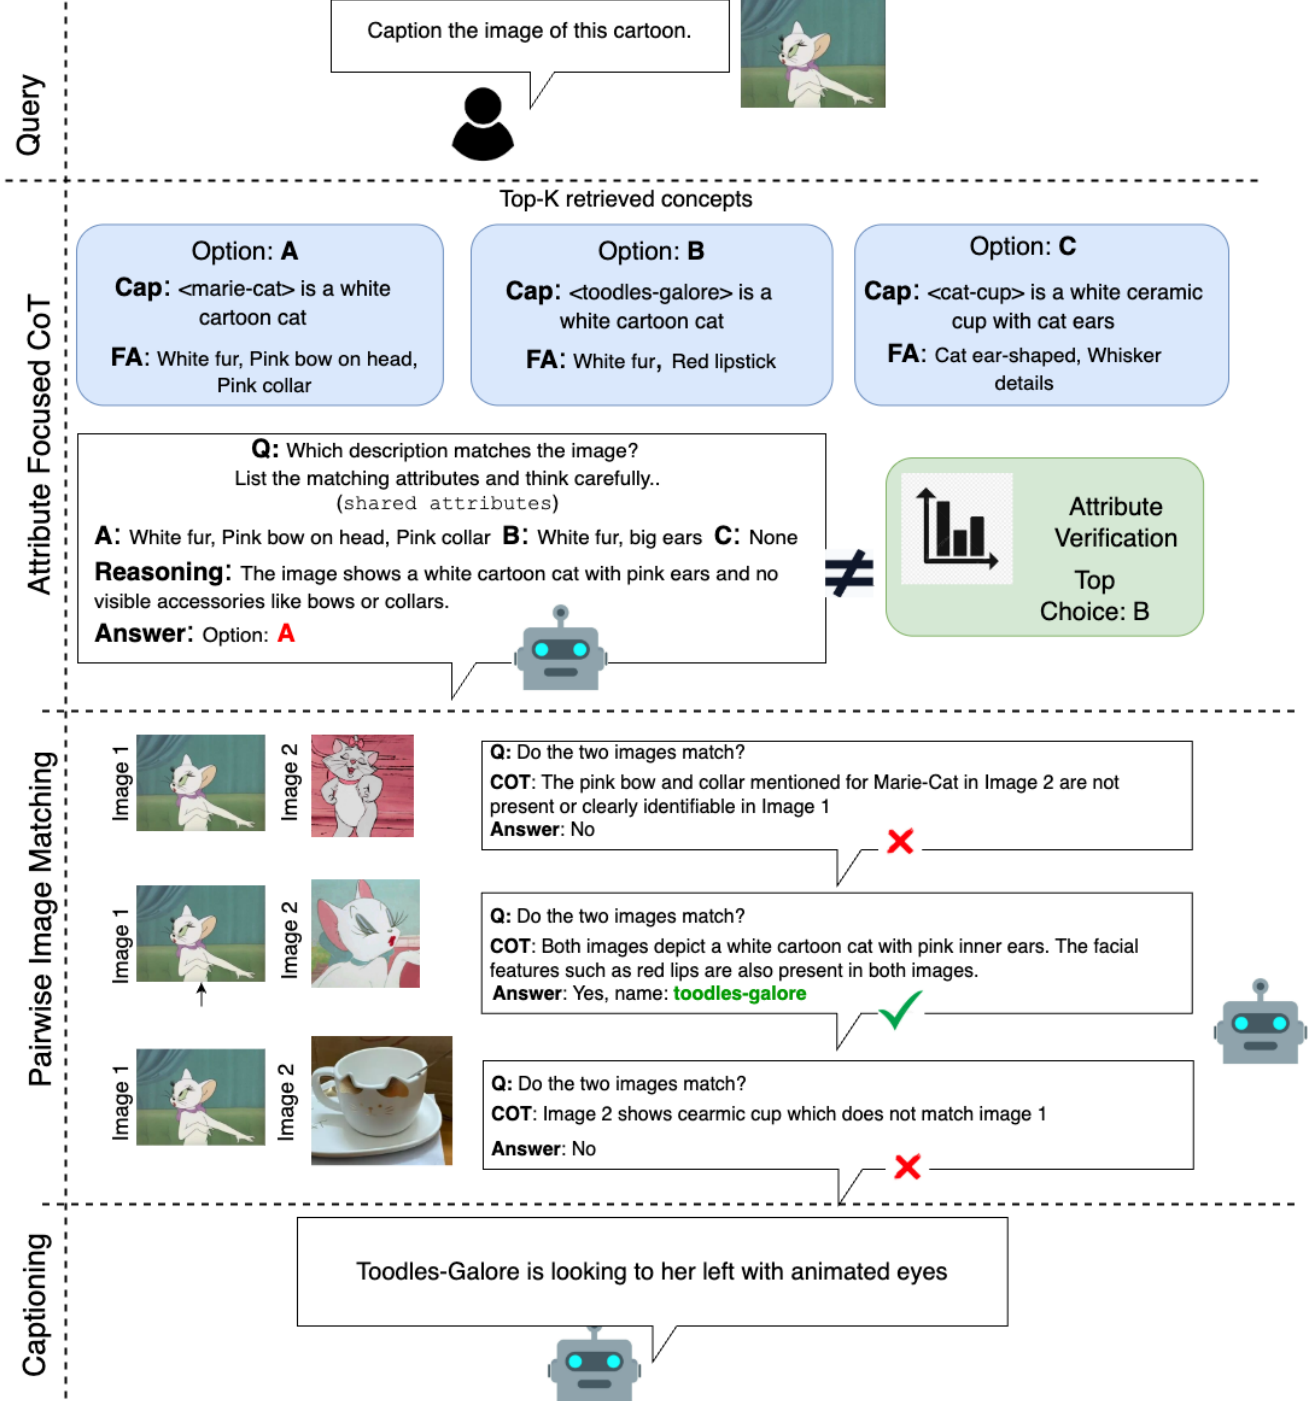 Query
Caption the image of this cartoon.
Attribute Focused CoT
Top-K retrieved concepts
Option: A
Cap: <marie-cat> is a white
cartoon cat
FA: White fur, Pink bow on head,
Pink collar
Option: B
Cap: <toodles-galore> is a
white cartoon cat
FA: White fur, Red lipstick
Option: C
Cap: <cat-cup> is a white ceramic
cup with cat ears
FA: Cat ear-shaped, Whisker
details
Q: Which description matches the image?
List the matching attributes and think carefully..
(shared attributes)
A: White fur, Pink bow on head, Pink collar B: White fur, big ears C: None
Reasoning: The image shows a white cartoon cat with pink ears and no
visible accessories like bows or collars.
Answer: Option: A
≠
Attribute
Verification
Top
Choice: B
Pairwise Image Matching
Image 1
Image 2
Q: Do the two images match?
COT: The pink bow and collar mentioned for Marie-Cat in Image 2 are not
present or clearly identifiable in Image 1
Answer: No
Image 1
Image 2
Q: Do the two images match?
COT: Both images depict a white cartoon cat with pink inner ears. The facial
features such as red lips are also present in both images.
Answer: Yes, name: toodles-galore
Image 1
Image 2
Q: Do the two images match?
COT: Image 2 shows cearmic cup which does not match image 1
Answer: No
Captioning
Toodles-Galore is looking to her left with animated eyes